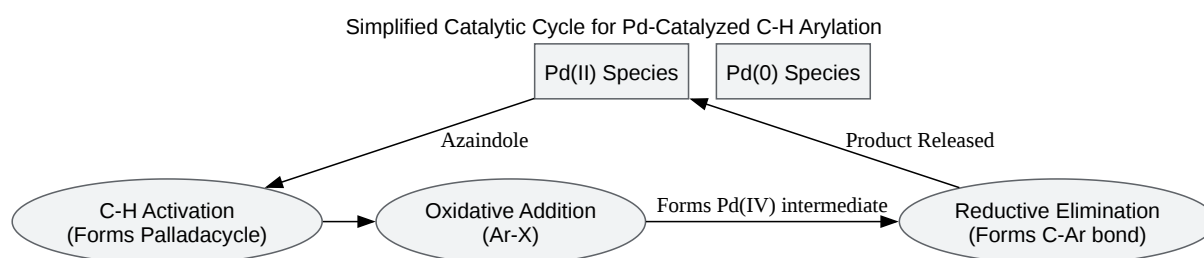 Simplified Catalytic Cycle for Pd-Catalyzed C-H Arylation
Pd(II) Species
Pd(0) Species
Azaindole
Product Released
C-H Activation
(Forms Palladacycle)
Oxidative Addition
(Ar-X)
Forms Pd(IV) intermediate
Reductive Elimination
(Forms C-Ar bond)